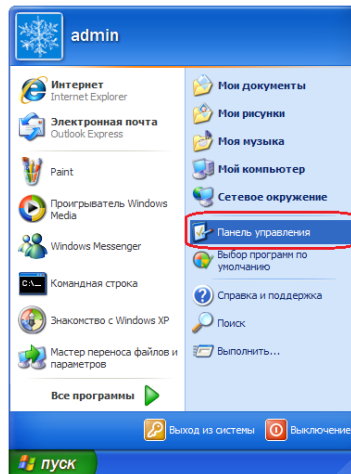 admin
Интернет
Internet Explorer
Электронная почта
Outlook Express
Paint
Проигрыватель Windows
Media
Windows Messenger
C:\_
Командная строка
Знакомство с Windows XP
Мастер переноса файлов и
параметров
Все программы
Мои документы
Мои рисунки
Моя музыка
Мой компьютер
Сетевое окружение
Панель управления
Выбор программ по
умолчанию
Справка и поддержка
Поиск
Выполнить...
Выход из системы
Выключение
пуск